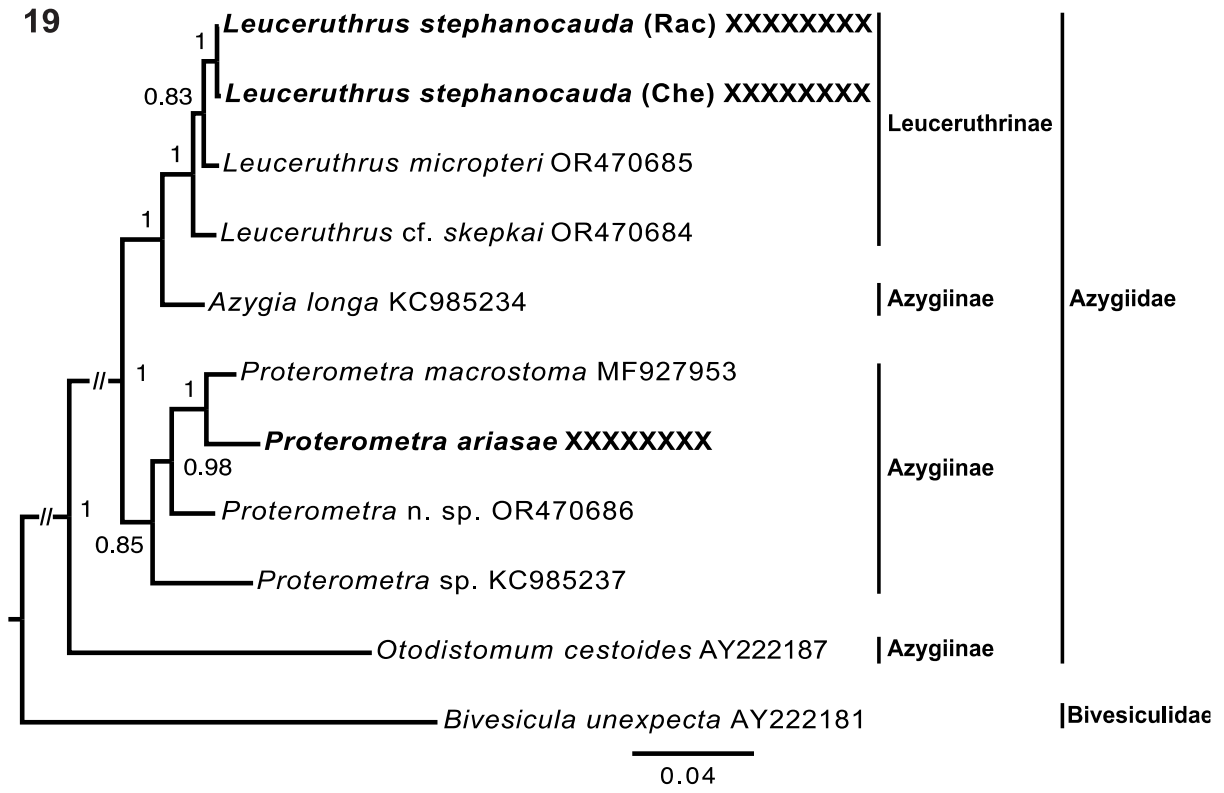 19
Leuceruthrus stephanocauda (Rac) XXXXXXXX
1
Leuceruthrus stephanocauda (Che) XXXXXXXX
0.83
Leuceruthrinae
Leuceruthrus micropteri OR470685
1
Leuceruthrus cf. skepkai OR470684
1
Azygia longa KC985234
Azygiinae
Azygiidae
Proterometra macrostoma MF927953
// 1
1
Proterometra ariasae XXXXXXXX
0.98
Azygiinae
Proterometra n. sp. OR470686
// 1
0.85
Proterometra sp. KC985237
Otodistomum cestoides AY222187
Azygiinae
Bivesicula unexpecta AY222181
Bivesiculidae
0.04